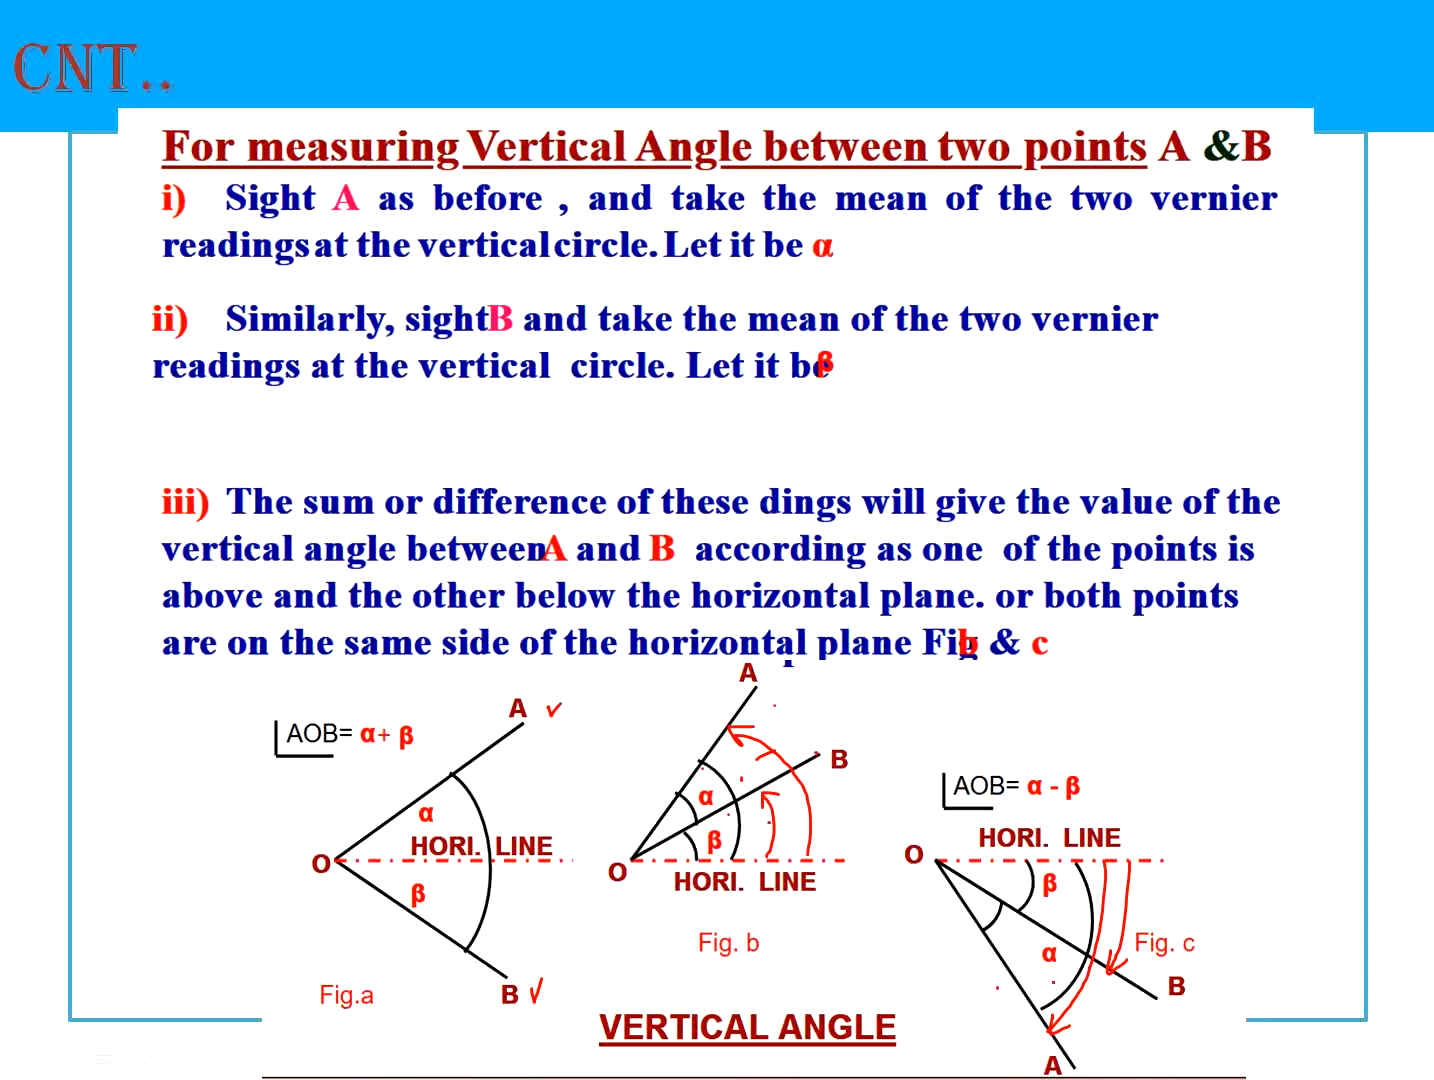 CNT..
For measuring Vertical Angle between two points A &B
i) Sight A as before , and take the mean of the two vernier
readings at the vertical circle. Let it be α
ii) Similarly, sight B and take the mean of the two vernier
readings at the vertical circle. Let it be β
iii) The sum or difference of these dings will give the value of the
vertical angle between A and B according as one of the points is
above and the other below the horizontal plane. or both points
are on the same side of the horizontal plane Fig b & c
AOB= α+ β
A
α
HORI. LINE
O
β
B
Fig.a
A
B
α
β
O
HORI. LINE
Fig. b
AOB= α - β
HORI. LINE
O
β
α
Fig. c
B
A
VERTICAL ANGLE